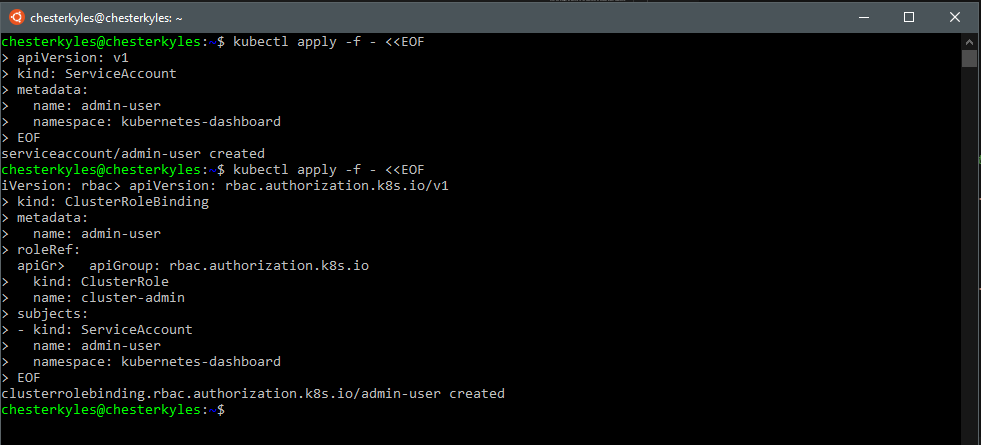 chesterkyles@chesterkyles: ~
chesterkyles@chesterkyles:~$ kubectl apply -f - <<EOF
> apiVersion: v1
> kind: ServiceAccount
> metadata:
>   name: admin-user
>   namespace: kubernetes-dashboard
> EOF
serviceaccount/admin-user created
chesterkyles@chesterkyles:~$ kubectl apply -f - <<EOF
iVersion: rbac> apiVersion: rbac.authorization.k8s.io/v1
> kind: ClusterRoleBinding
> metadata:
>   name: admin-user
> roleRef:
  apiGr>   apiGroup: rbac.authorization.k8s.io
>   kind: ClusterRole
>   name: cluster-admin
> subjects:
> - kind: ServiceAccount
>   name: admin-user
>   namespace: kubernetes-dashboard
> EOF
clusterrolebinding.rbac.authorization.k8s.io/admin-user created
chesterkyles@chesterkyles:~$